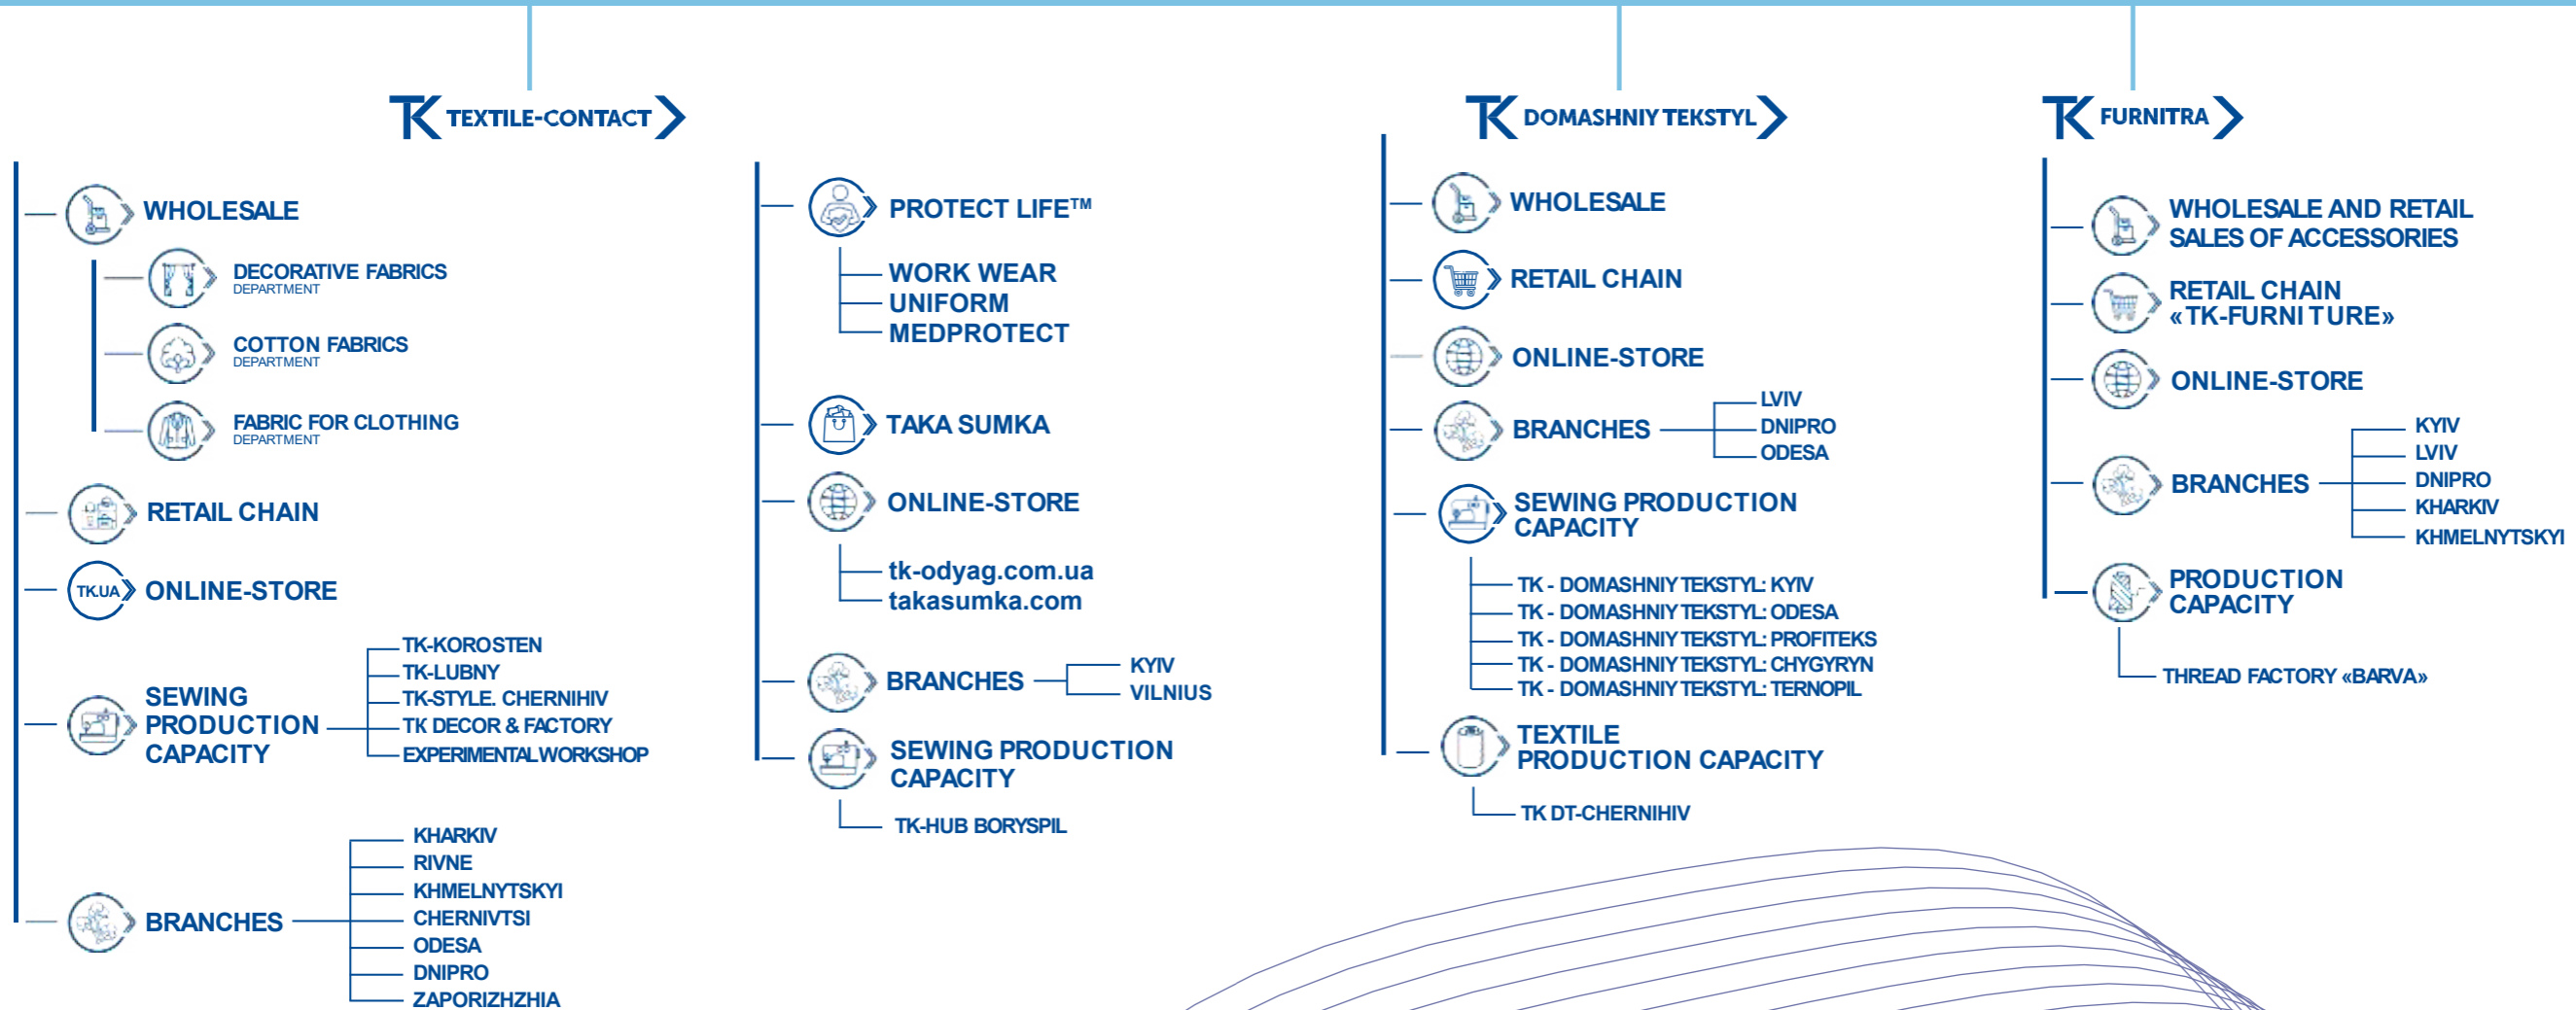 TK TEXTILE-CONTACT
WHOLESALE
DECORATIVE FABRICS
DEPARTMENT
COTTON FABRICS
DEPARTMENT
FABRIC FOR CLOTHING
DEPARTMENT
RETAIL CHAIN
TK.UA ONLINE-STORE
SEWING
PRODUCTION
CAPACITY
TK-KOROSTEN
TK-LUBNY
TK-STYLE. CHERNIHIV
TK DECOR & FACTORY
EXPERIMENTAL WORKSHOP
BRANCHES
KHARKIV
RIVNE
KHMELNYTSKYI
CHERNIVTSI
ODESA
DNIPRO
ZAPORIZHZHIA
PROTECT LIFE™
WORK WEAR
UNIFORM
MEDPROTECT
TAKA SUMKA
ONLINE-STORE
tk-odyag.com.ua
takasumka.com
BRANCHES
KYIV
VILNIUS
SEWING PRODUCTION
CAPACITY
TK-HUB BORYSPIL
TK DOMASHNIY TEKSTYL
WHOLESALE
RETAIL CHAIN
ONLINE-STORE
BRANCHES
LVIV
DNIPRO
ODESA
SEWING PRODUCTION
CAPACITY
TK - DOMASHNIY TEKSTYL: KYIV
TK - DOMASHNIY TEKSTYL: ODESA
TK - DOMASHNIY TEKSTYL: PROFITEKS
TK - DOMASHNIY TEKSTYL: CHYGYRYN
TK - DOMASHNIY TEKSTYL: TERNOPIL
TEXTILE
PRODUCTION CAPACITY
TK DT-CHERNIHIV
TK FURNITRA
WHOLESALE AND RETAIL
SALES OF ACCESSORIES
RETAIL CHAIN
«TK-FURNITURE»
ONLINE-STORE
BRANCHES
KYIV
LVIV
DNIPRO
KHARKIV
KHMELNYTSKYI
PRODUCTION
CAPACITY
THREAD FACTORY «BARVA»